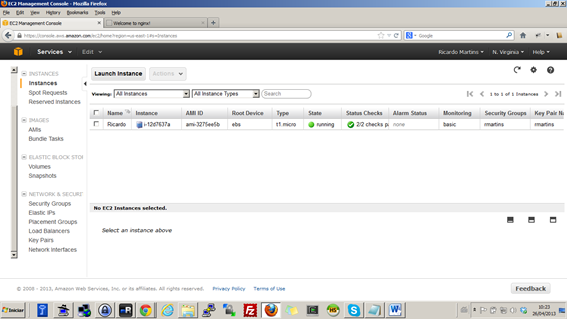 EC2 Management Console - Mozilla Firefox
File Edit View History Bookmarks Tools Help
EC2 Management Console
Welcome to nginx!
https://console.aws.amazon.com/ec2/home?region=us-east-1#s=Instances
Google
Services Edit Ricardo Martins N. Virginia Help
INSTANCES
Instances
Spot Requests
Reserved Instances
IMAGES
AMIs
Bundle Tasks
ELASTIC BLOCK STOR
Volumes
Snapshots
NETWORK & SECURI
Security Groups
Elastic IPs
Placement Groups
Load Balancers
Key Pairs
Network Interfaces
Launch Instance Actions
Viewing: All Instances All Instance Types Search
1 to 1 of 1 Instances
Name Instance AMI ID Root Device Type State Status Checks Alarm Status Monitoring Security Groups Key Pair Na
Ricardo i-12d7637a ami-3275ee5b ebs t1.micro running 2/2 checks pa none basic rmartins rmartins
No EC2 Instances selected.
Select an instance above
© 2008 - 2013, Amazon Web Services, Inc. or its affiliates. All rights reserved. Privacy Policy Terms of Use
Feedback
Iniciar
10:23
26/04/2013